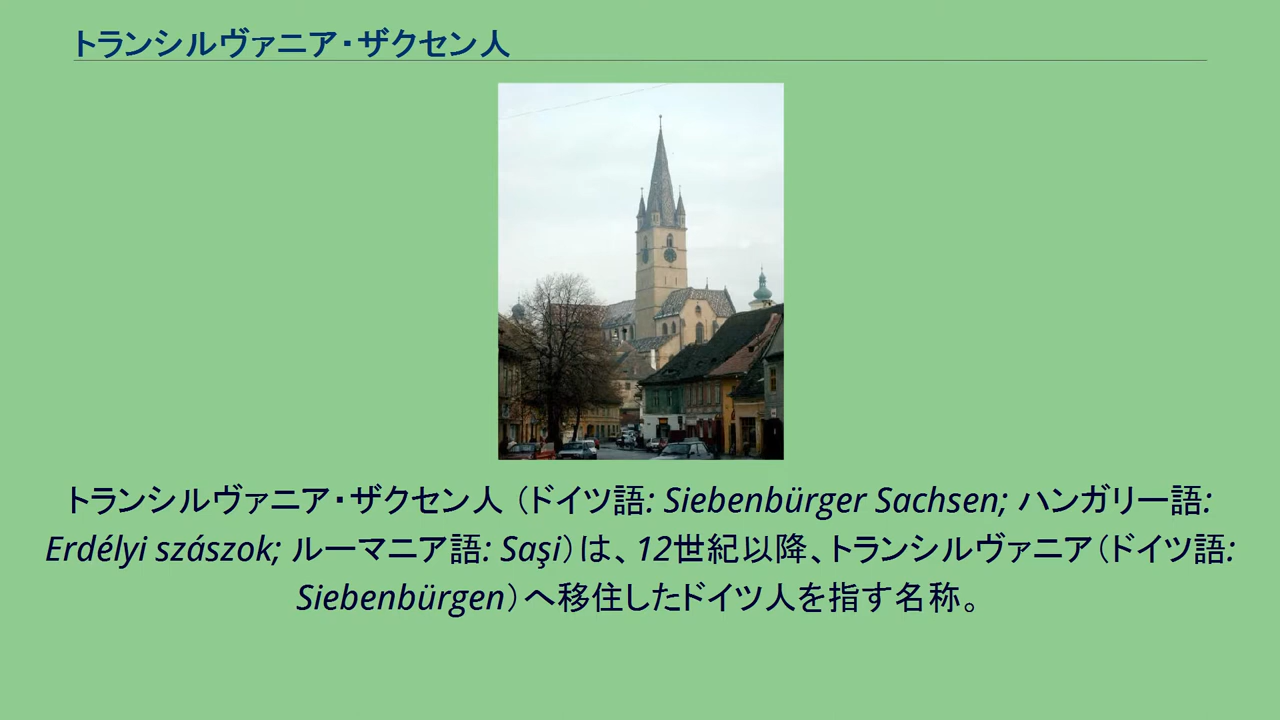 トランシルヴァニア・ザクセン人
トランシルヴァニア・ザクセン人（ドイツ語: Siebenbürger Sachsen; ハンガリー語:
Erdélyi szászok; ルーマニア語: Saşi）は、12世紀以降、トランシルヴァニア（ドイツ語:
Siebenbürgen）へ移住したドイツ人を指す名称。